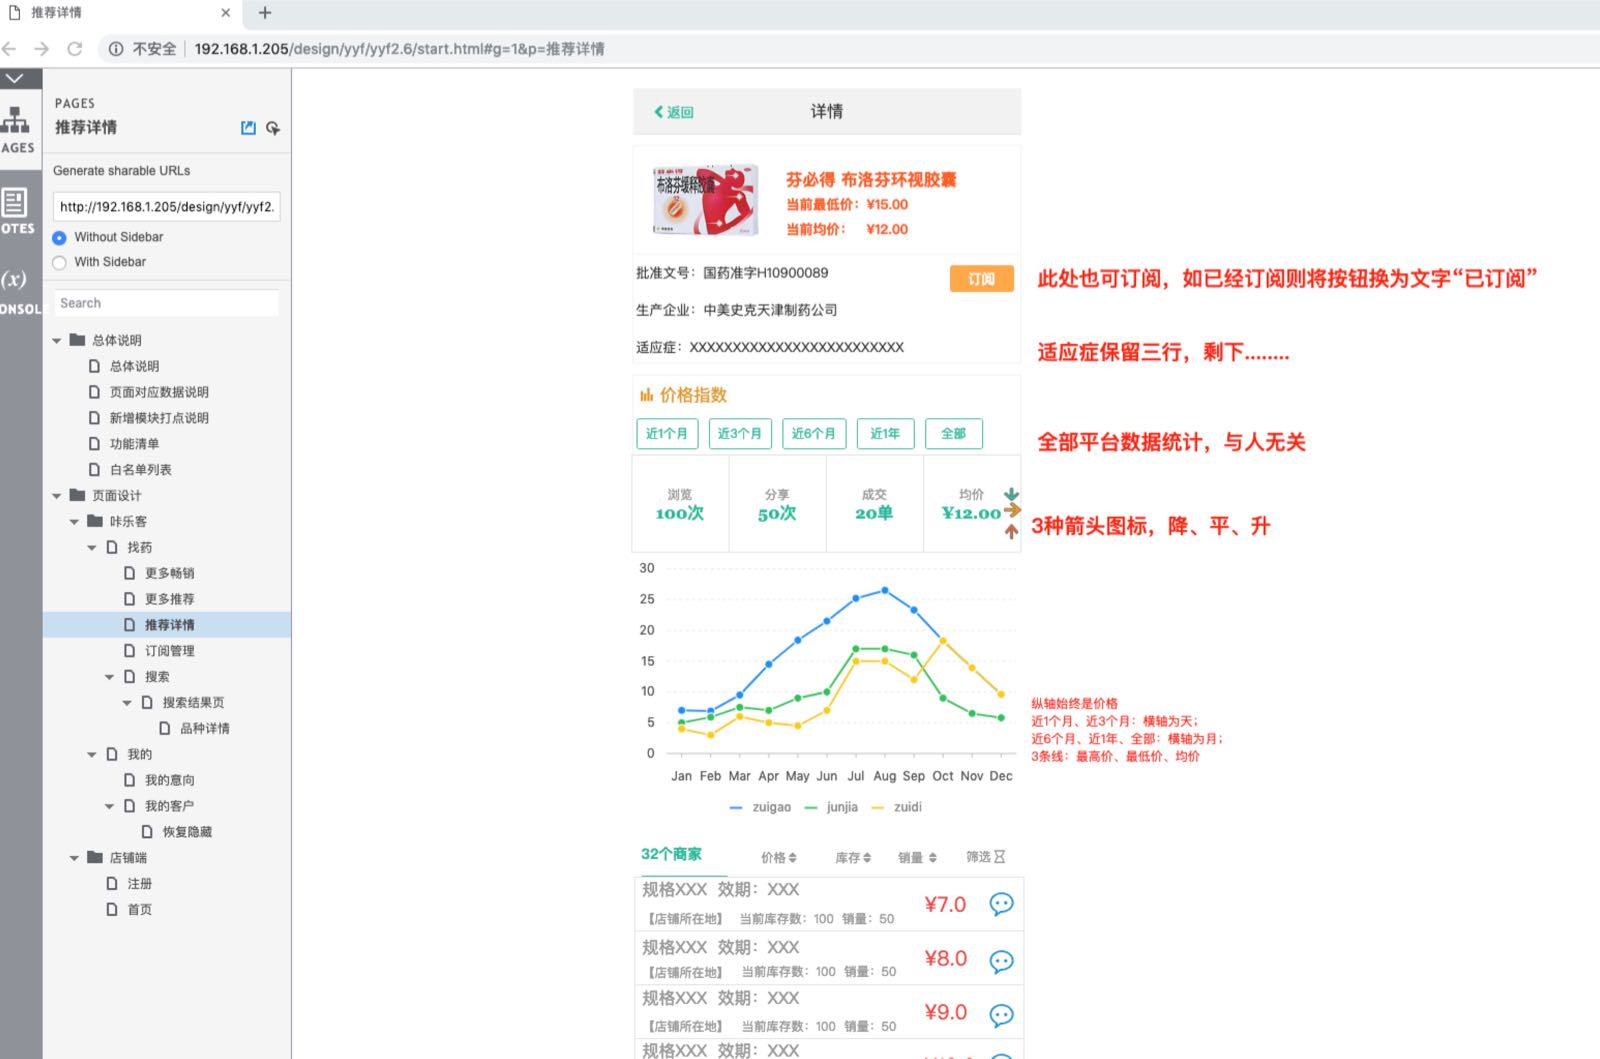 推荐详情
不安全
192.168.1.205/design/yyf/yyf2.6/start.html#g=1&p=推荐详情
AGES
OTES
(x)
ONSOLE
PAGES
推荐详情
Generate sharable URLs
http://192.168.1.205/design/yyf/yyf2.
Without Sidebar
With Sidebar
Search
总体说明
总体说明
页面对应数据说明
新增模块打点说明
功能清单
白名单列表
页面设计
咔乐客
找药
更多畅销
更多推荐
推荐详情
订阅管理
搜索
搜索结果页
品种详情
我的
我的意向
我的客户
恢复隐藏
店铺端
注册
首页
返回
详情
布洛芬缓释胶囊
芬必得 布洛芬环视胶囊
当前最低价：¥15.00
当前均价： ¥12.00
批准文号：国药准字H10900089
订阅
此处也可订阅，如已经订阅则将按钮换为文字“已订阅”
生产企业：中美史克天津制药公司
适应症：XXXXXXXXXXXXXXXXXXXXXXXXX
适应症保留三行，剩下........
价格指数
近1个月 近3个月 近6个月 近1年 全部
全部平台数据统计，与人无关
浏览 分享 成交 均价
100次 50次 20单 ¥12.00
3种箭头图标，降、平、升
30
25
20
15
10
5
0
Jan Feb Mar Apr May Jun Jul Aug Sep Oct Nov Dec
zuigao junjia zuidi
纵轴始终是价格
近1个月、近3个月：横轴为天；
近6个月、近1年、全部：横轴为月；
3条线：最高价、最低价、均价
32个商家 价格 库存 销量 筛选
规格XXX 效期：XXX
¥7.0
【店铺所在地】 当前库存数：100 销量：50
规格XXX 效期：XXX
¥8.0
【店铺所在地】 当前库存数：100 销量：50
规格XXX 效期：XXX
¥9.0
【店铺所在地】 当前库存数：100 销量：50
规格XXX 效期：XXX